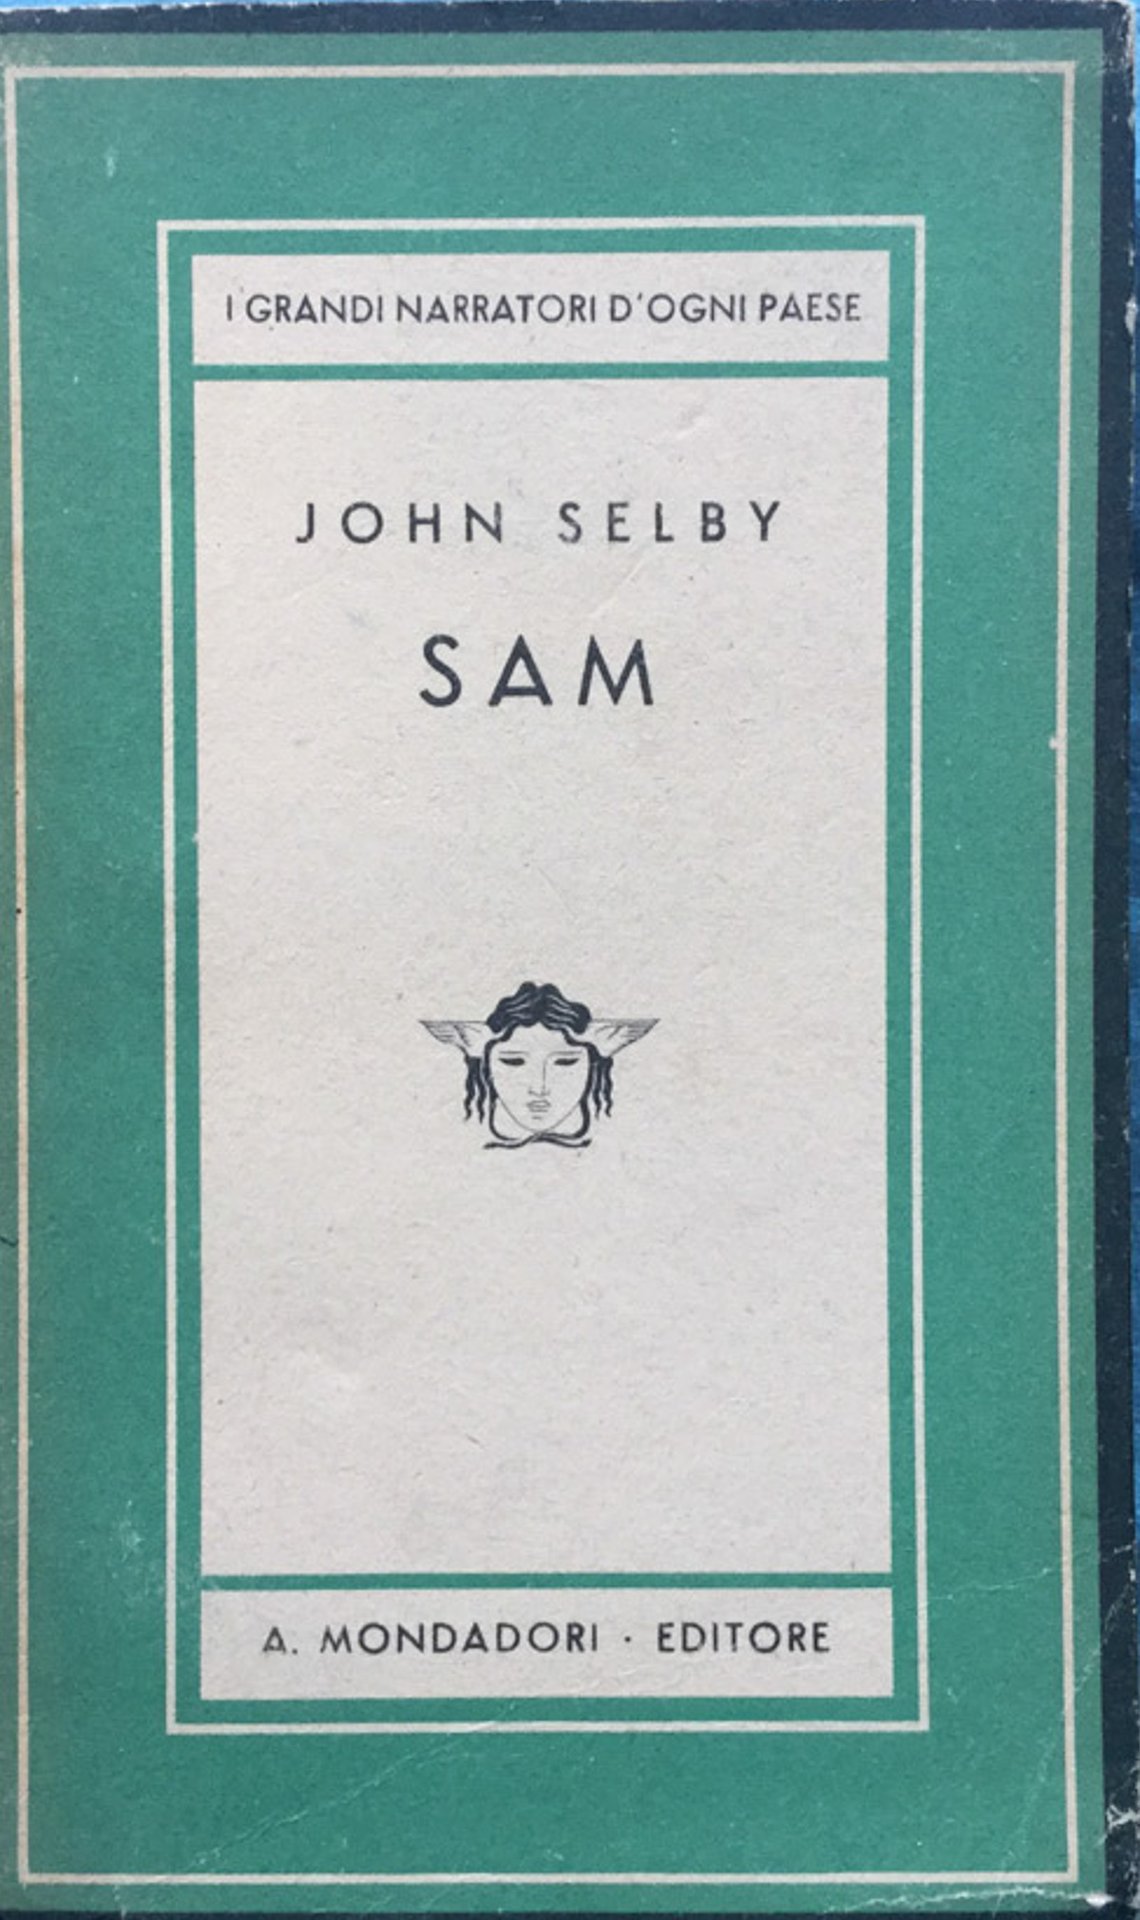 I GRANDI NARRATORI D'OGNI PAESE
JOHN SELBY
SAM
A. MONDADORI · EDITORE